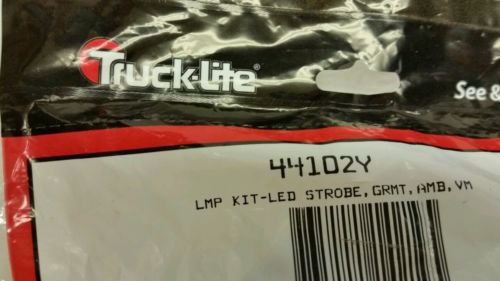 Truck-Lite
See &
44102Y
LMP KIT-LED STROBE, GRMT, AMB, VM